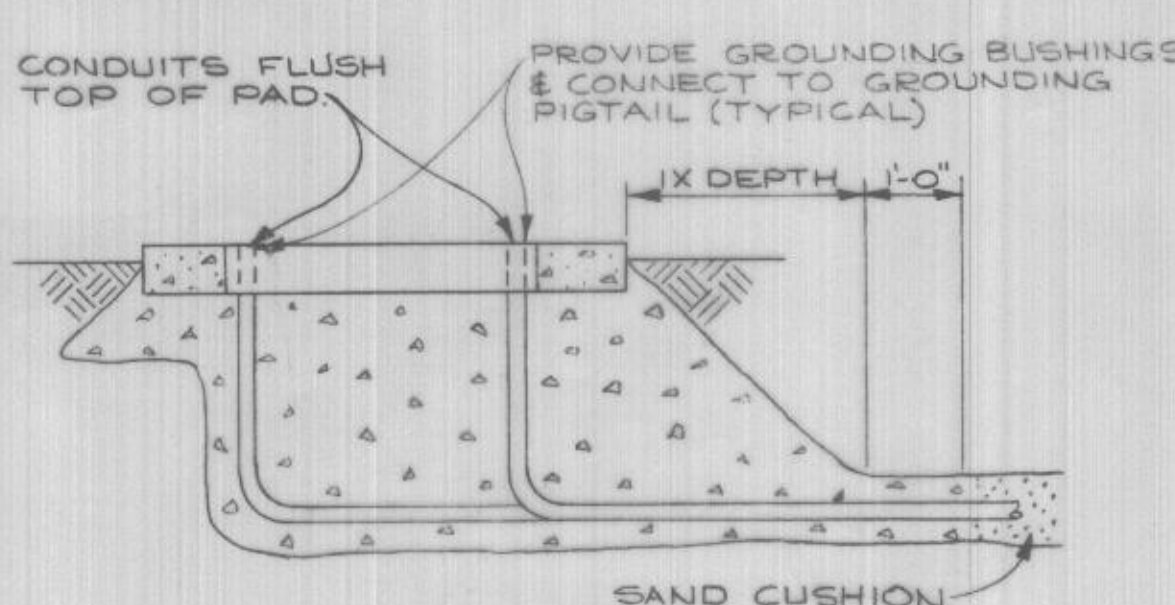 CONDUITS FLUSH
TOP OF PAD.
PROVIDE GROUNDING BUSHINGS
& CONNECT TO GROUNDING
PIGTAIL (TYPICAL)
1X DEPTH
1'-0"
SAND CUSHION